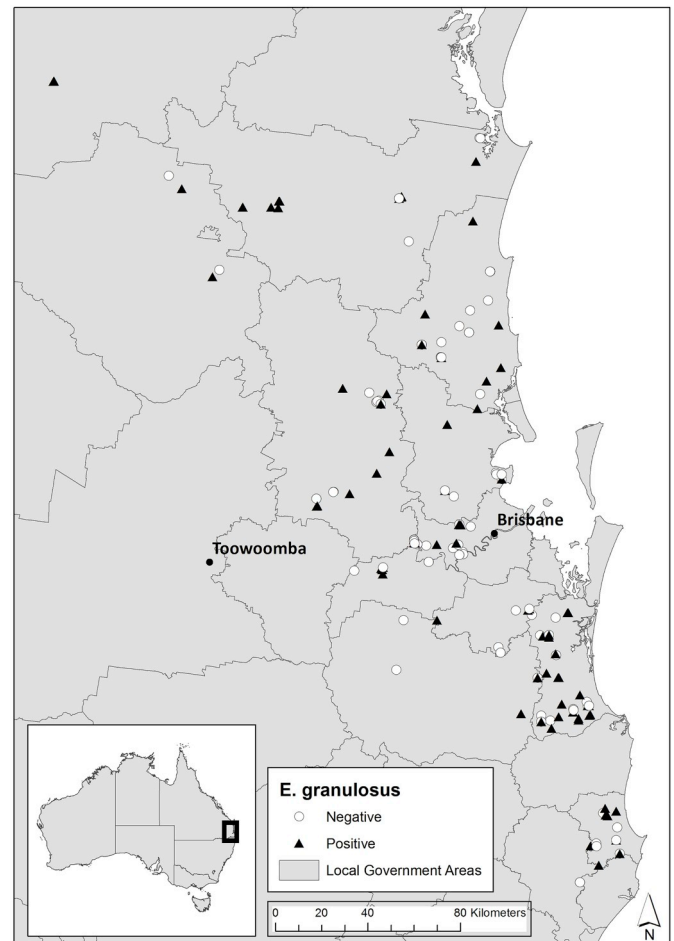 Brisbane
Toowoomba
E. granulosus
Negative
Positive
Local Government Areas
0 20 40 80 Kilometers
N